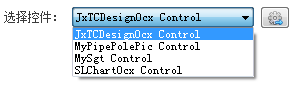 选择控件： JxTCDesignOcx Control
JxTCDesignOcx Control
MyPipePolePic Control
MySgt Control
SLChartOcx Control